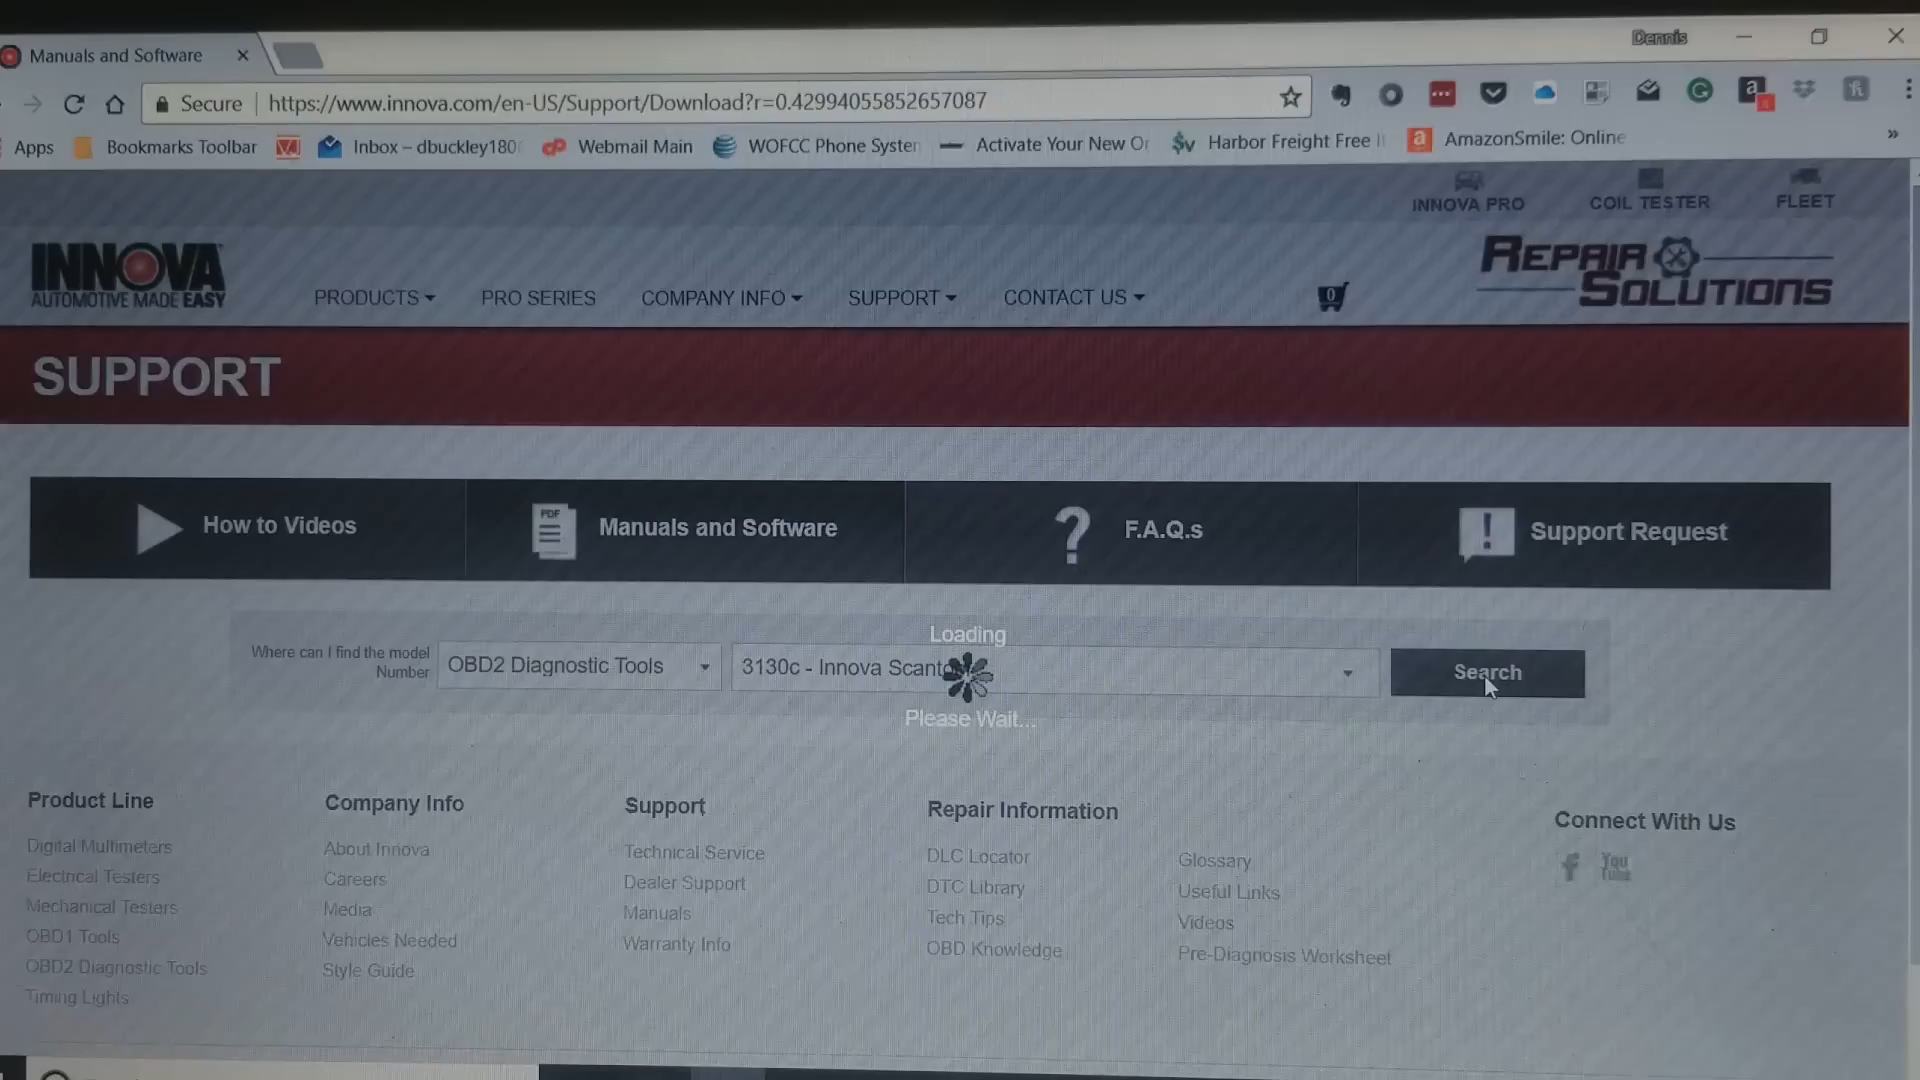 Manuals and Software
Dennis
Secure https://www.innova.com/en-US/Support/Download?r=0.42994055852657087
Apps Bookmarks Toolbar Inbox – dbuckley180 Webmail Main WOFCC Phone System Activate Your New Or Harbor Freight Free AmazonSmile: Online »
INNOVA PRO COIL TESTER FLEET
INNOVA
AUTOMOTIVE MADE EASY
PRODUCTS PRO SERIES COMPANY INFO SUPPORT CONTACT US 0
REPAIR
SOLUTIONS
SUPPORT
How to Videos PDF Manuals and Software ? F.A.Q.s ! Support Request
Loading
Where can I find the model
Number
OBD2 Diagnostic Tools 3130c - Innova Scanto Search
Please Wait...
Product Line
Digital Multimeters
Electrical Testers
Mechanical Testers
OBD1 Tools
OBD2 Diagnostic Tools
Timing Lights
Company Info
About Innova
Careers
Media
Vehicles Needed
Style Guide
Support
Technical Service
Dealer Support
Manuals
Warranty Info
Repair Information
DLC Locator
DTC Library
Tech Tips
OBD Knowledge
Glossary
Useful Links
Videos
Pre-Diagnosis Worksheet
Connect With Us
f You Tube